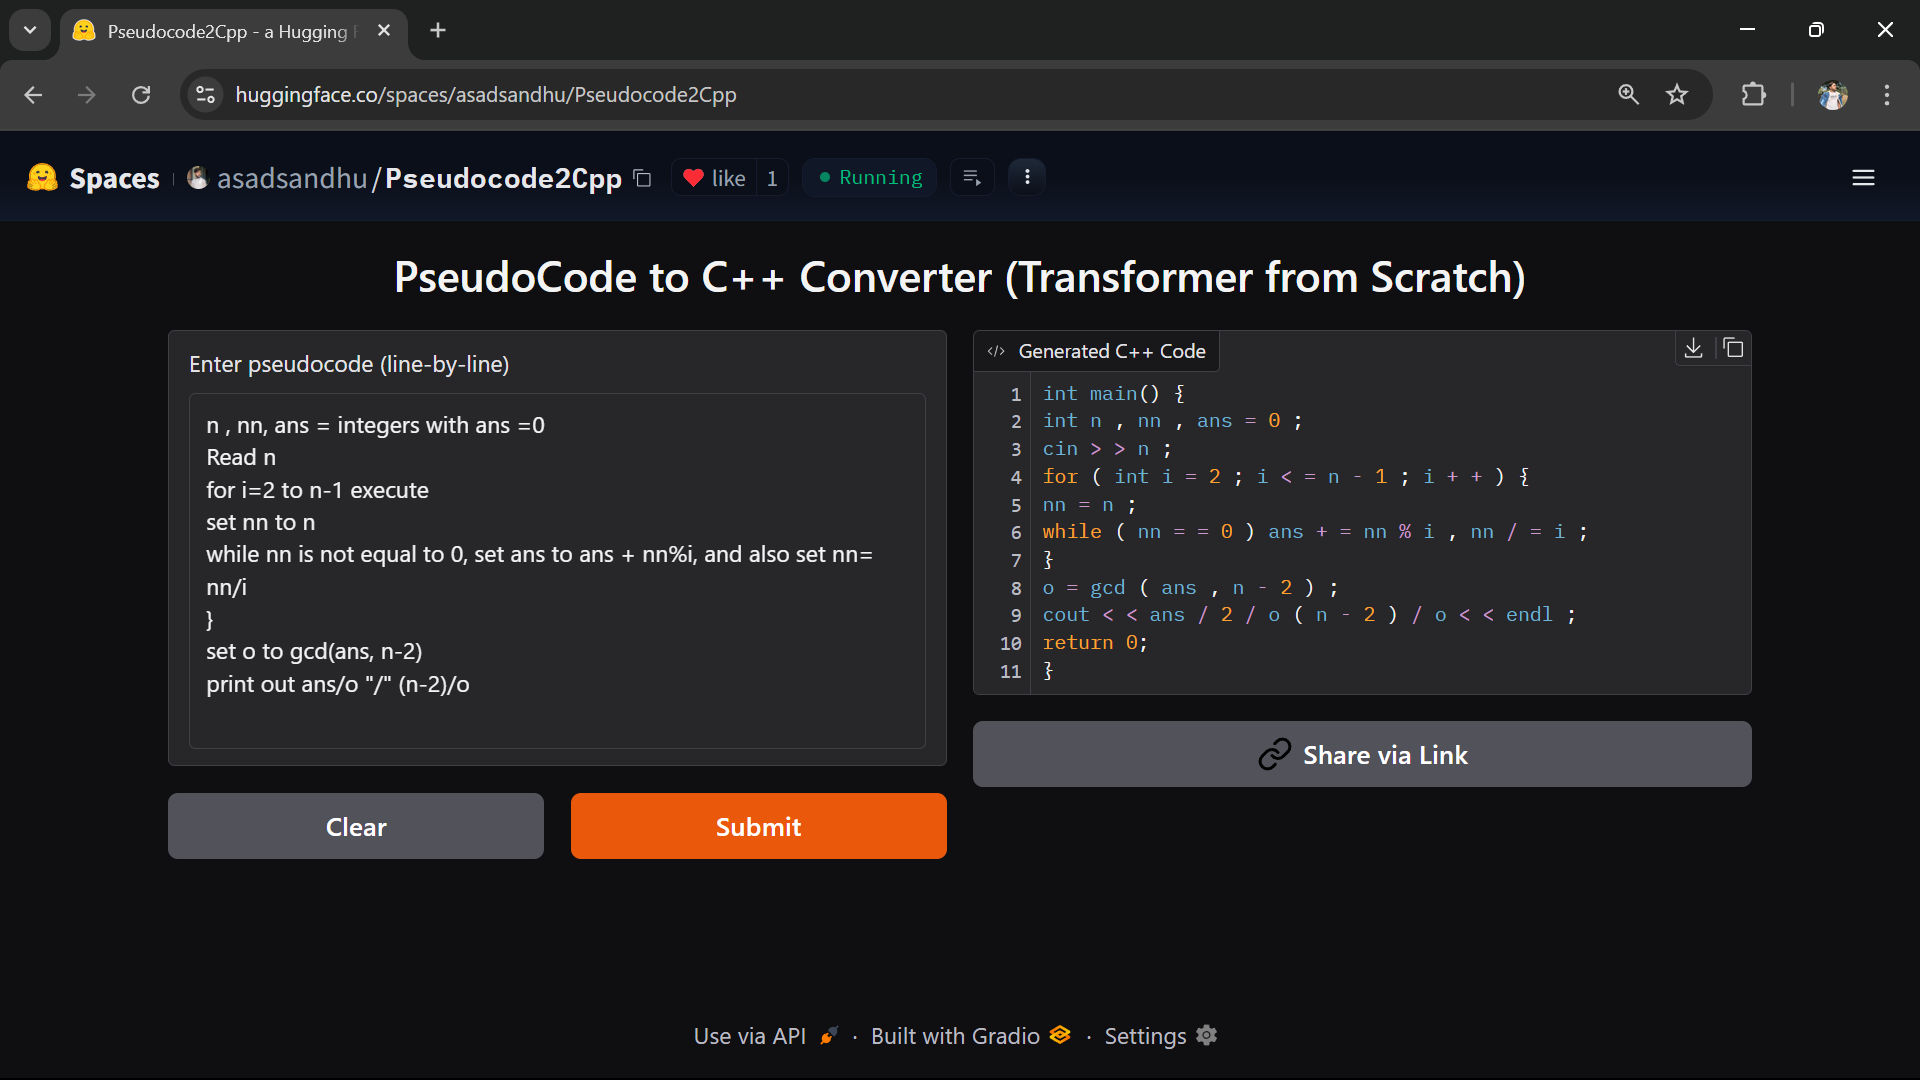 Pseudocode2Cpp - a Hugging F
huggingface.co/spaces/asadsandhu/Pseudocode2Cpp
Spaces asadsandhu/Pseudocode2Cpp like 1 Running
PseudoCode to C++ Converter (Transformer from Scratch)
Enter pseudocode (line-by-line)
n , nn, ans = integers with ans =0
Read n
for i=2 to n-1 execute
set nn to n
while nn is not equal to 0, set ans to ans + nn%i, and also set nn=
nn/i
}
set o to gcd(ans, n-2)
print out ans/o "/" (n-2)/o
Clear
Submit
</> Generated C++ Code
1 int main() {
2 int n , nn , ans = 0 ;
3 cin > > n ;
4 for ( int i = 2 ; i < = n - 1 ; i + + ) {
5 nn = n ;
6 while ( nn = = 0 ) ans + = nn % i , nn / = i ;
7 }
8 o = gcd ( ans , n - 2 ) ;
9 cout < < ans / 2 / o ( n - 2 ) / o < < endl ;
10 return 0;
11 }
Share via Link
Use via API · Built with Gradio · Settings